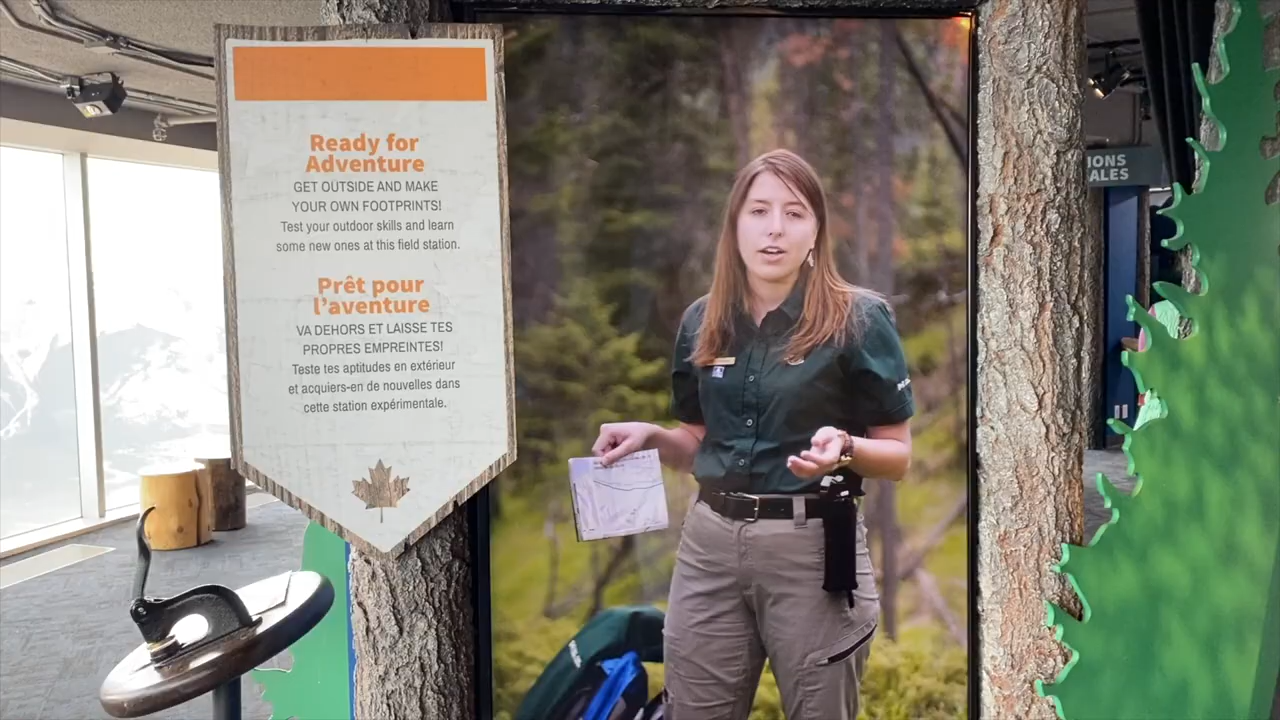 Ready for
Adventure
GET OUTSIDE AND MAKE
YOUR OWN FOOTPRINTS!
Test your outdoor skills and learn
some new ones at this field station.
Prêt pour
l'aventure
VA DEHORS ET LAISSE TES
PROPRES EMPREINTES!
Teste tes aptitudes en extérieur
et acquiers-en de nouvelles dans
cette station expérimentale.
IONS
ALES